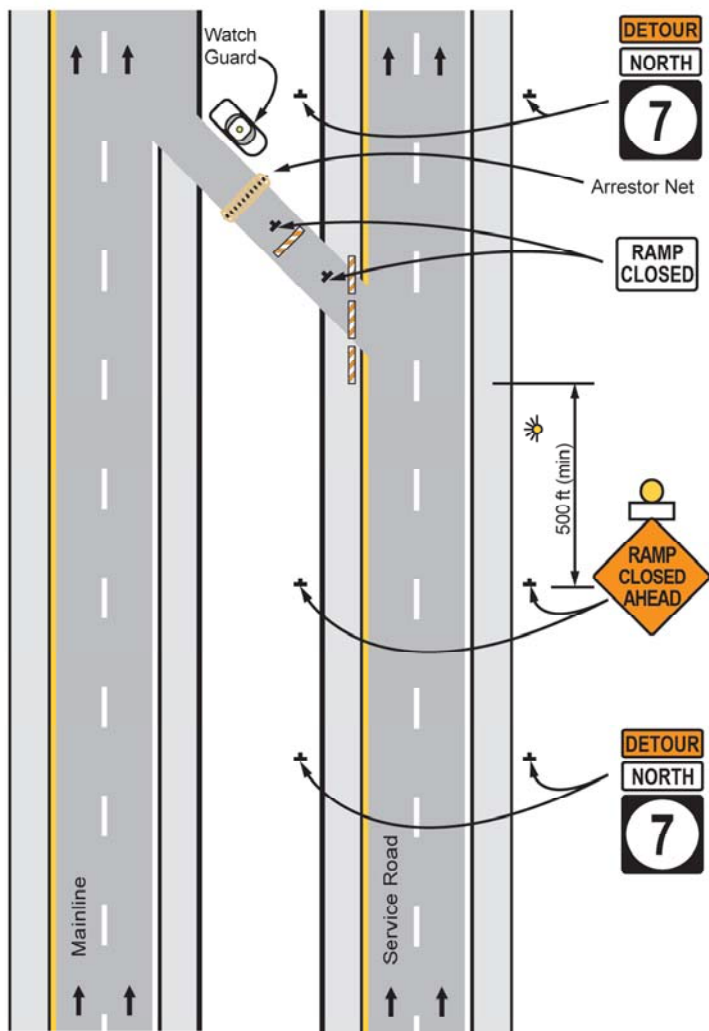 Watch
Guard
DETOUR
NORTH
7
Arrestor Net
RAMP
CLOSED
500 ft (min)
RAMP
CLOSED
AHEAD
DETOUR
NORTH
7
Mainline
Service Road